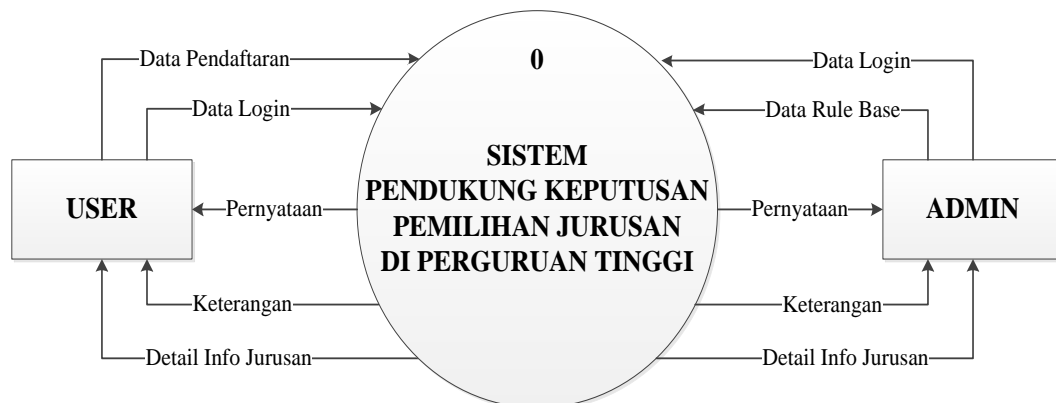 0
Data Pendaftaran
Data Login
Data Login
Data Rule Base
SISTEM
PENDUKUNG KEPUTUSAN
PEMILIHAN JURUSAN
DI PERGURUAN TINGGI
USER
Pernyataan
Pernyataan
ADMIN
Keterangan
Keterangan
Detail Info Jurusan
Detail Info Jurusan